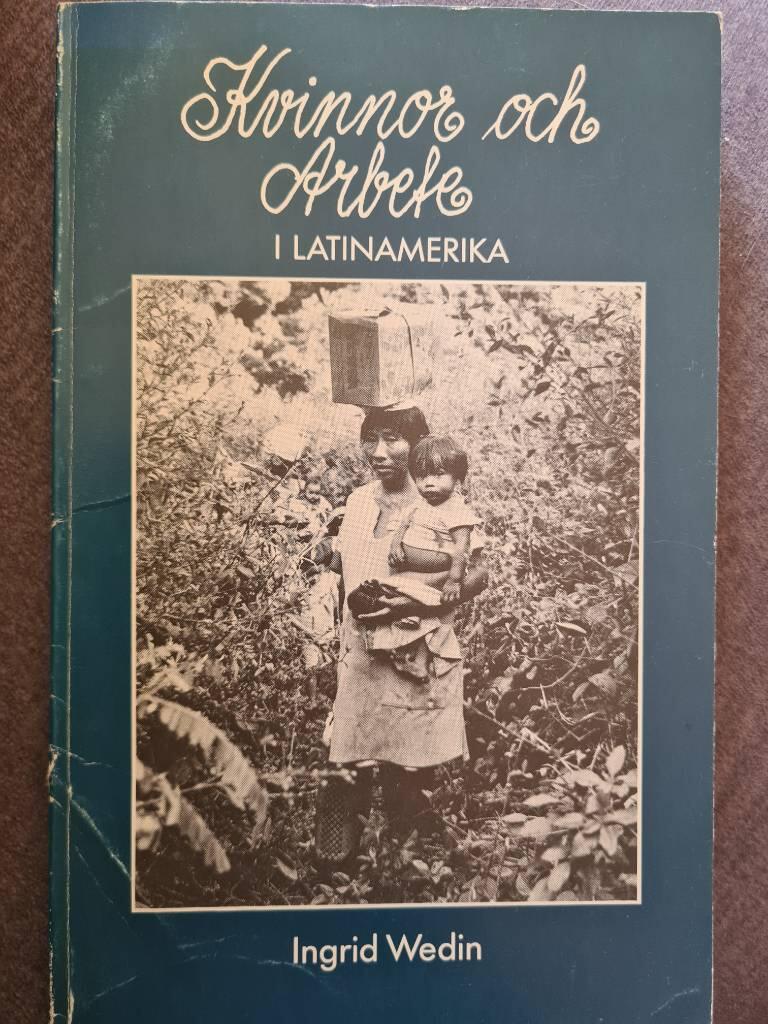 Kvinnor och
Arbete
I LATINAMERIKA
Ingrid Wedin